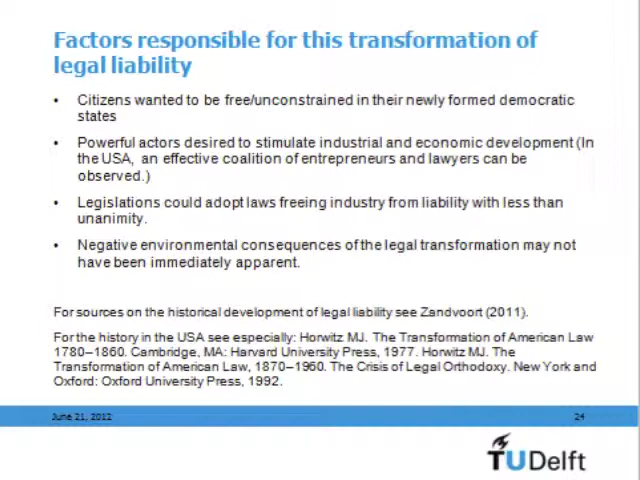 Factors responsible for this transformation of
legal liability
• Citizens wanted to be free/unconstrained in their newly formed democratic
states
• Powerful actors desired to stimulate industrial and economic development (In
the USA, an effective coalition of entrepreneurs and lawyers can be
observed.)
• Legislations could adopt laws freeing industry from liability with less than
unanimity.
• Negative environmental consequences of the legal transformation may not
have been immediately apparent.
For sources on the historical development of legal liability see Zandvoort (2011).
For the history in the USA see especially: Horwitz MJ. The Transformation of American Law
1780–1860. Cambridge, MA: Harvard University Press, 1977. Horwitz MJ. The
Transformation of American Law, 1870–1960. The Crisis of Legal Orthodoxy. New York and
Oxford: Oxford University Press, 1992.
June 21, 2012
24
TUDelft